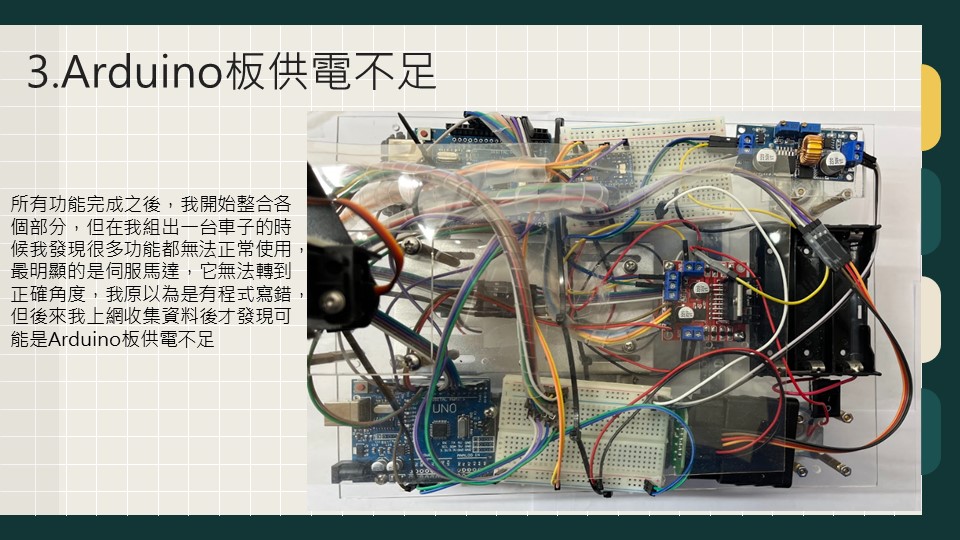 3.Arduino板供電不足
所有功能完成之後，我開始整合各
個部分，但在我組出一台車子的時
候我發現很多功能都無法正常使用，
最明顯的是伺服馬達，它無法轉到
正確角度，我原以為是有程式寫錯，
但後來我上網收集資料後才發現可
能是Arduino板供電不足
UNO